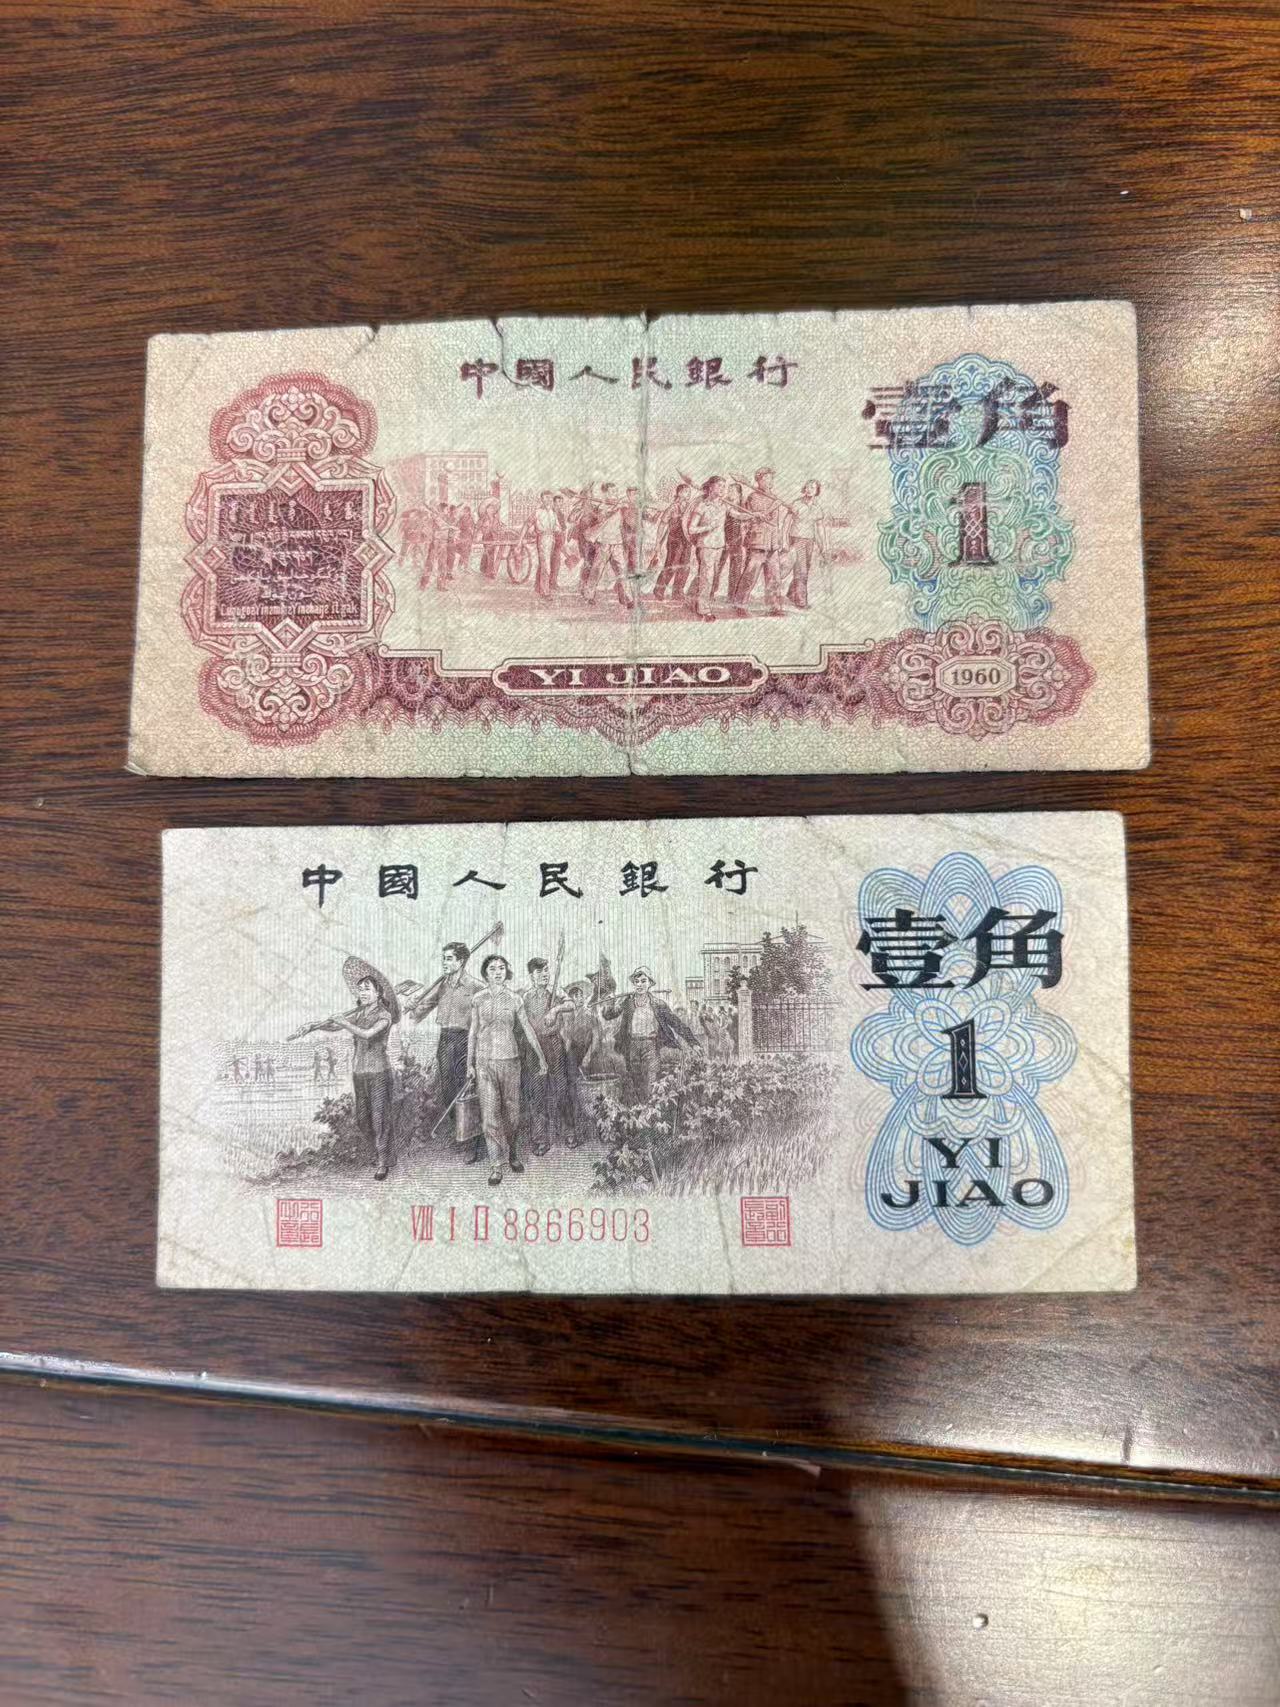 中國人民銀行
壹角
1
YI JIAO
1960
中國人民銀行
壹角
1
YI
JIAO
VIII I II 8866903